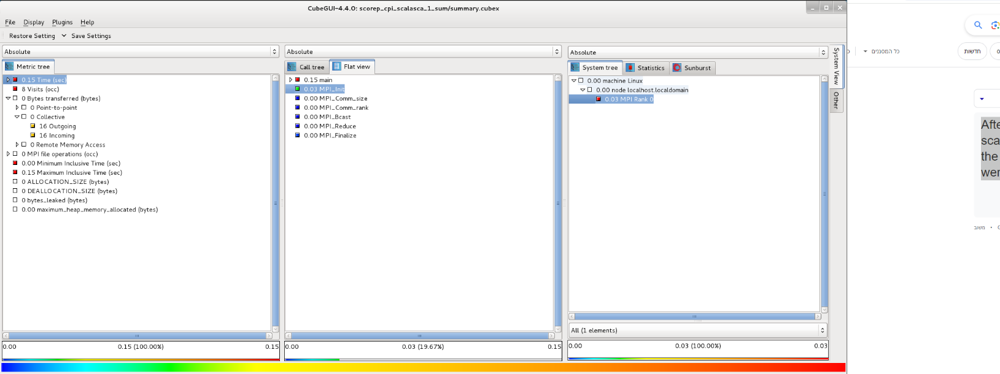 CubeGUI-4.4.0: scorep_cpi_scalasca_1_sum/summary.cubex
File Display Plugins Help
Restore Setting Save Settings
Absolute
Metric tree
0.15 Time (sec)
8 Visits (occ)
0 Bytes transferred (bytes)
0 Point-to-point
0 Collective
16 Outgoing
16 Incoming
0 Remote Memory Access
0 MPI file operations (occ)
0.00 Minimum Inclusive Time (sec)
0.15 Maximum Inclusive Time (sec)
0 ALLOCATION_SIZE (bytes)
0 DEALLOCATION_SIZE (bytes)
0 bytes_leaked (bytes)
0.00 maximum_heap_memory_allocated (bytes)
0.00 0.15 (100.00%) 0.15
Absolute
Call tree Flat view
0.15 main
0.03 MPI_Init
0.00 MPI_Comm_size
0.00 MPI_Comm_rank
0.00 MPI_Bcast
0.00 MPI_Reduce
0.00 MPI_Finalize
0.00 0.03 (19.67%) 0.15
Absolute
System tree Statistics Sunburst
0.00 machine Linux
0.00 node localhost.localdomain
0.03 MPI Rank 0
All (1 elements)
0.00 0.03 (100.00%) 0.03
System View
Other
כל המסננים
חדשות
the
משוב